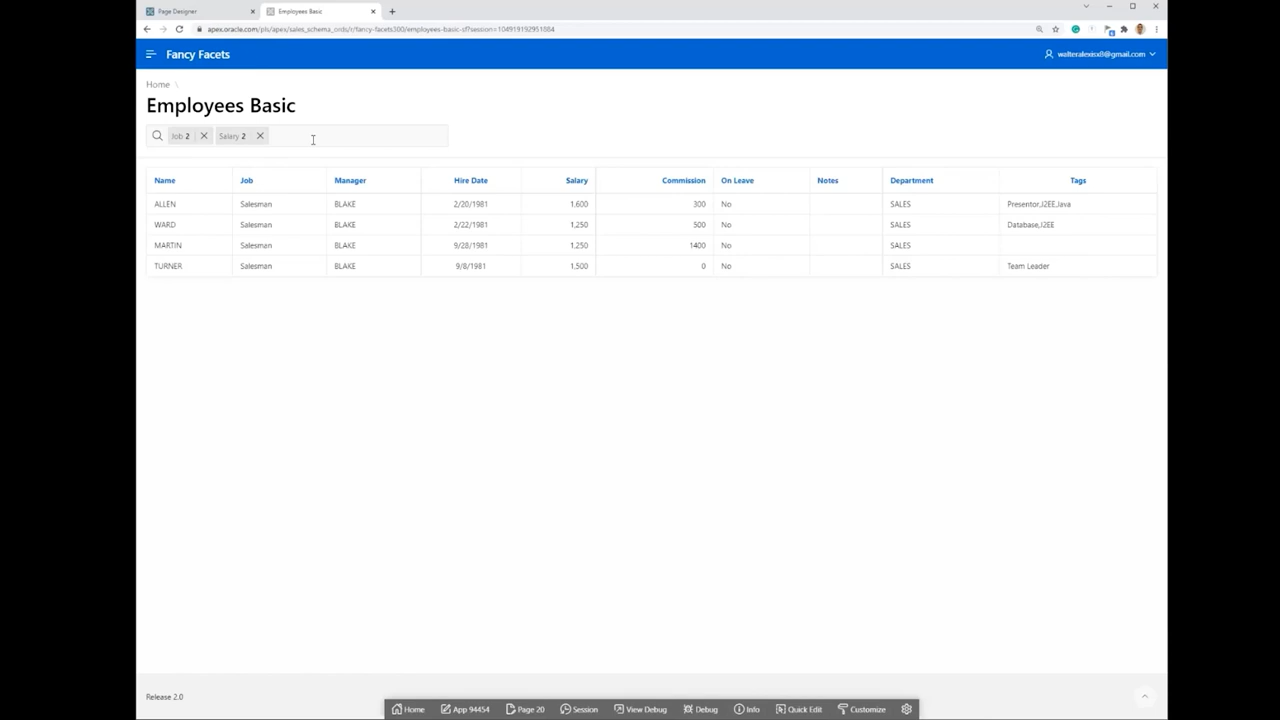 Page Designer
Employees Basic
apex.oracle.com/pls/apex/sales_schema_ords/r/fancy-facets300/employees-basic-sf?session=104919192951884
Fancy Facets
walteralexisx8@gmail.com
Home \
Employees Basic
Job 2 Salary 2
Name Job Manager Hire Date Salary Commission On Leave Notes Department Tags
ALLEN Salesman BLAKE 2/20/1981 1,600 300 No SALES Presentor,J2EE,Java
WARD Salesman BLAKE 2/22/1981 1,250 500 No SALES Database,J2EE
MARTIN Salesman BLAKE 9/28/1981 1,250 1400 No SALES
TURNER Salesman BLAKE 9/8/1981 1,500 0 No SALES Team Leader
Release 2.0
Home App 94454 Page 20 Session View Debug Debug Info Quick Edit Customize